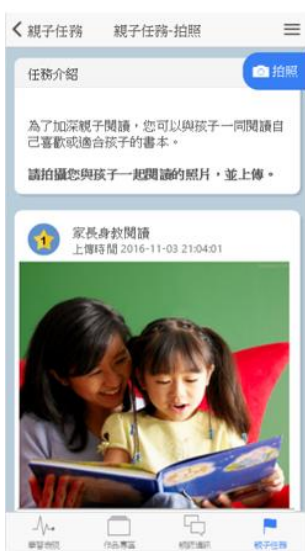 親子任務
親子任務-拍照
任務介紹
拍照
為了加深親子閱讀，您可以與孩子一同閱讀自
己喜歡或適合孩子的書本。
請拍攝您與孩子一起閱讀的照片，並上傳。
1
家長身教閱讀
上傳時間 2016-11-03 21:04:01
作品專區
親子任務